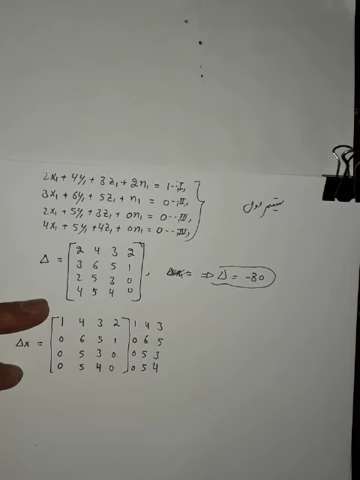 2x₁ + 4y₁ + 3z₁ + 2n₁ = 1 --- I,
3x₁ + 6y₁ + 5z₁ + n₁ = 0 --- II,
2x₁ + 5y₁ + 3z₁ + 0n₁ = 0 --- III,
4x₁ + 5y₁ + 4z₁ + 0n₁ = 0 --- IV,
سیستم اول
Δ = [2 4 3 2
3 6 5 1
2 5 3 0
4 5 4 0], ⇒ Δ = -30
Δx = [1 4 3 2] 1 4 3
0 6 5 1 0 6 5
0 5 3 0 0 5 3
0 5 4 0 0 5 4